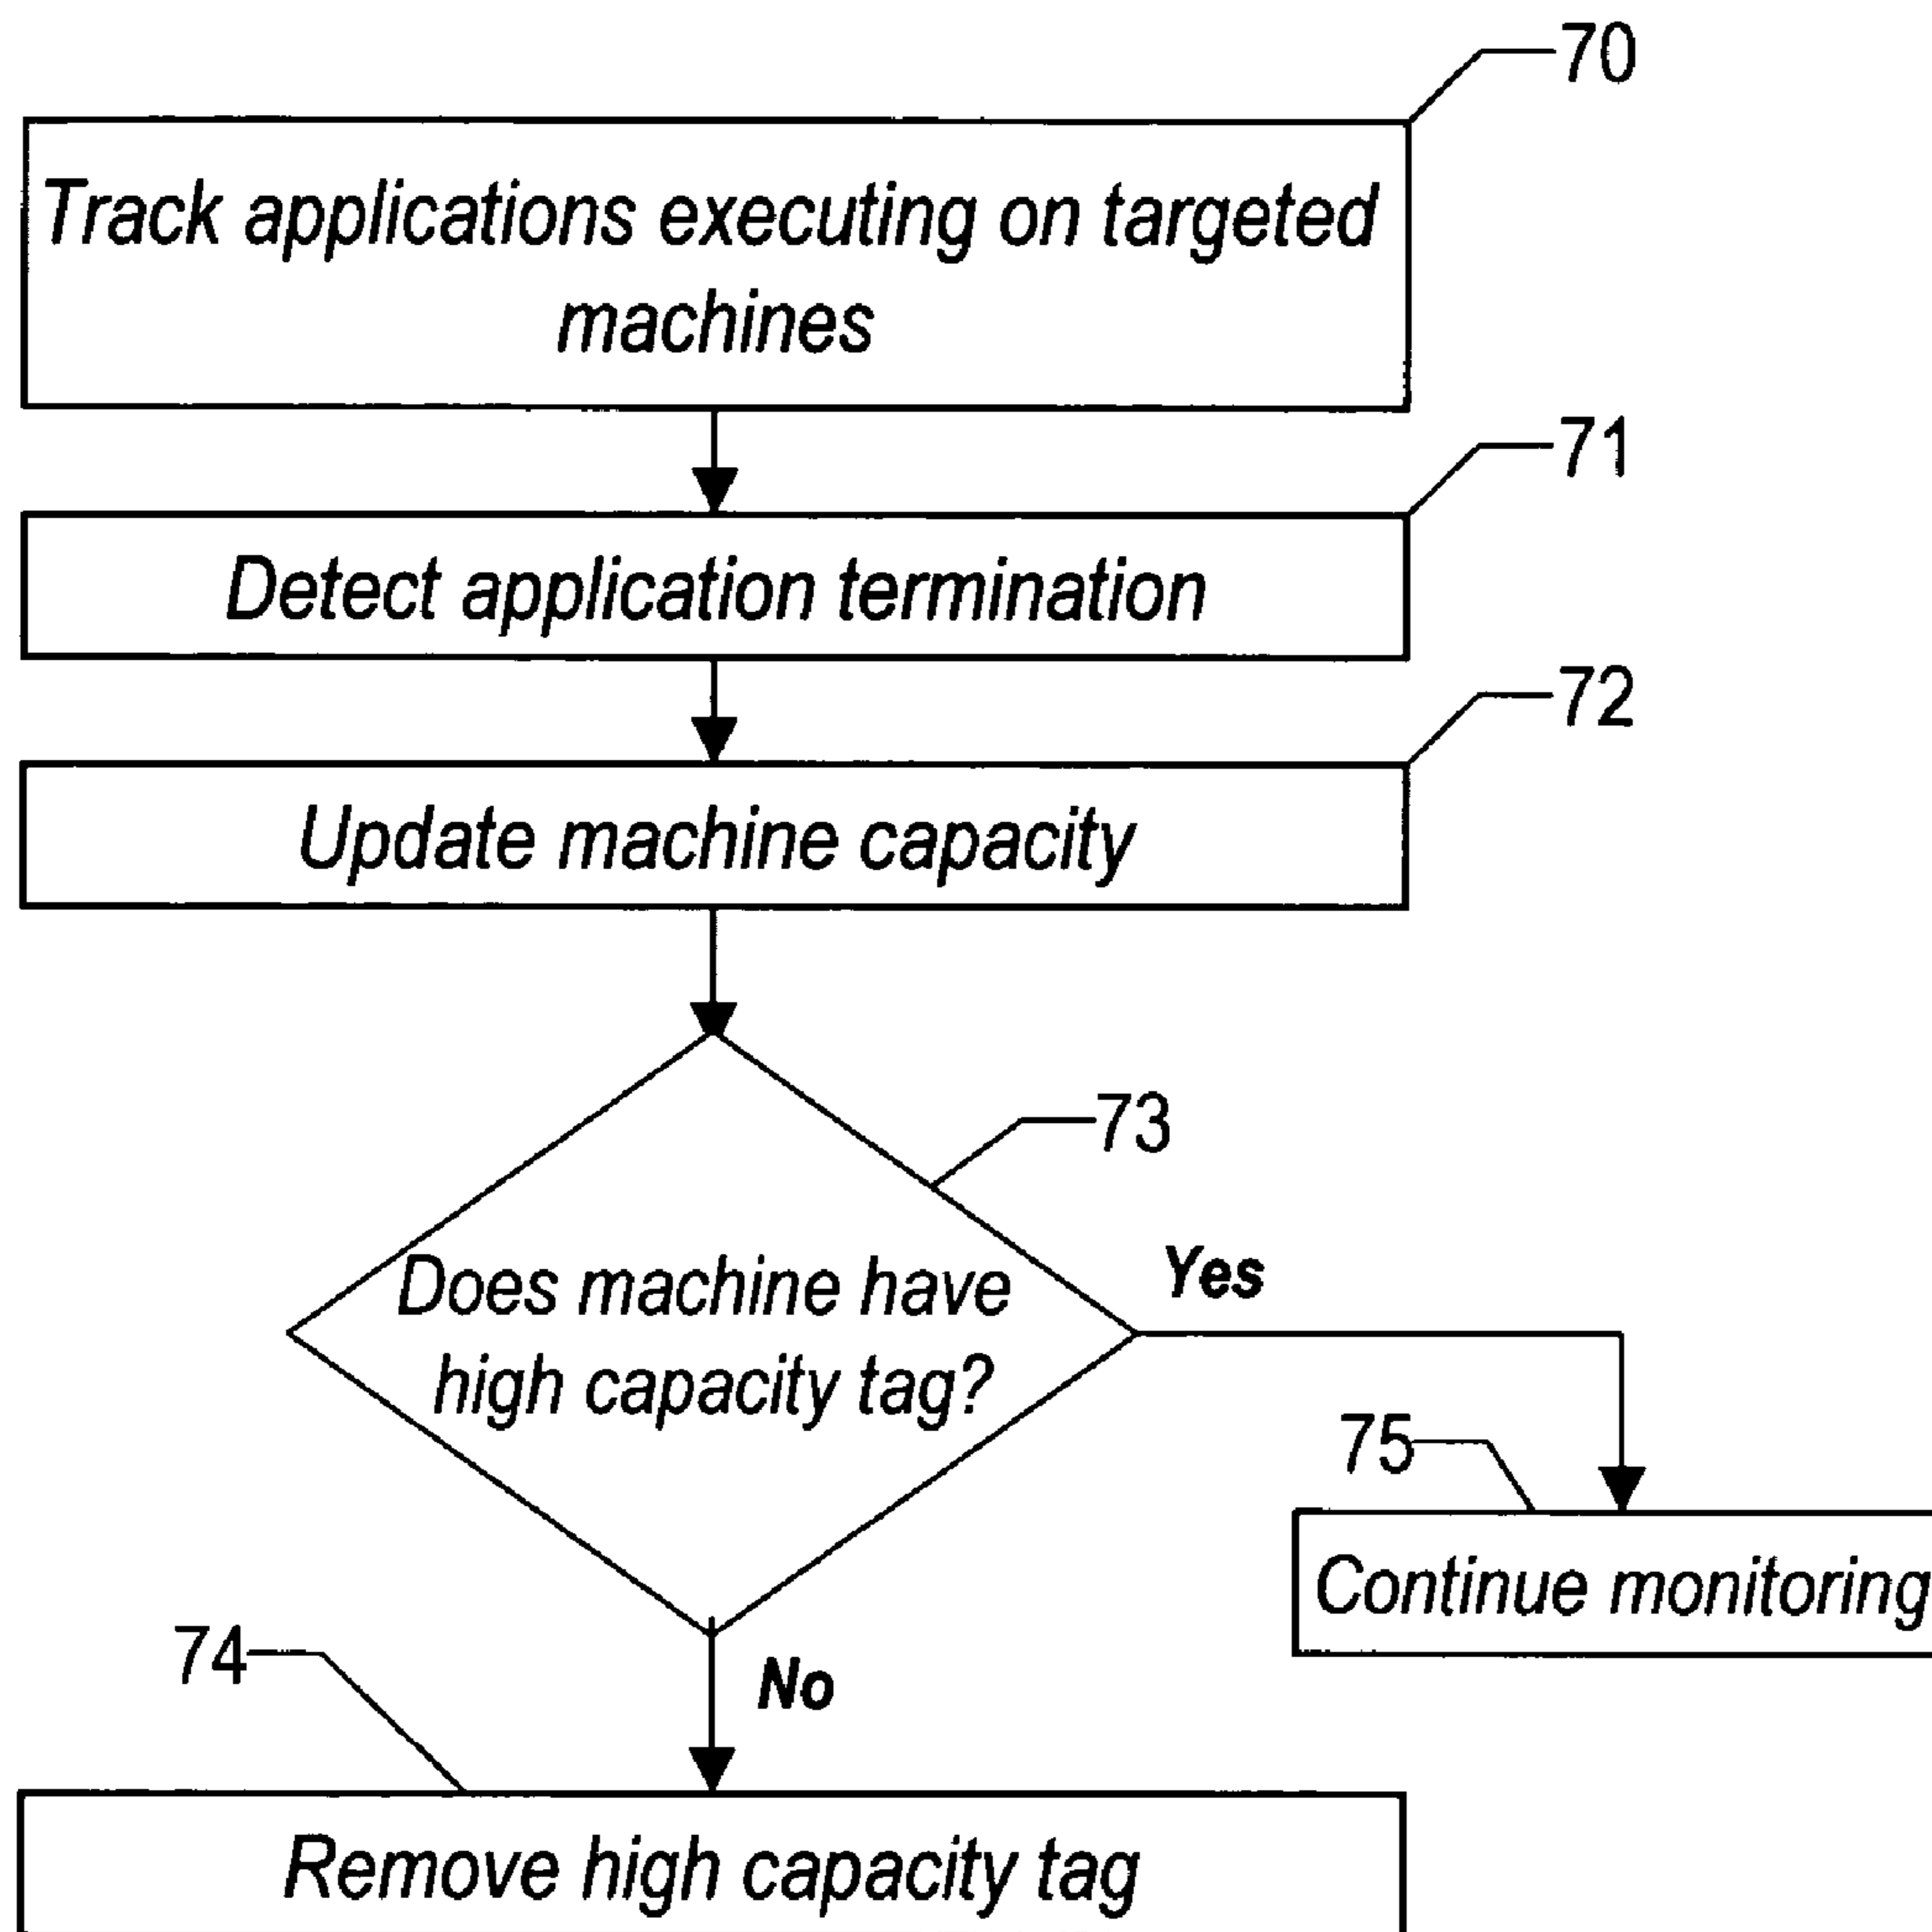 70
Track applications executing on targeted
machines
71
Detect application termination
72
Update machine capacity
73
Does machine have
high capacity tag?
Yes
75
Continue monitoring
74
No
Remove high capacity tag